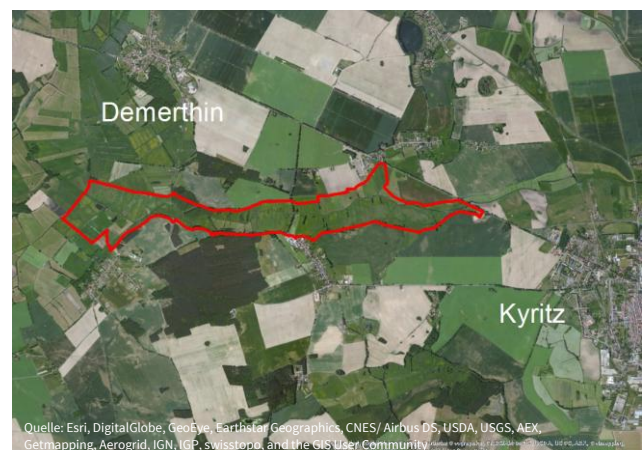 Demerthin
Kyritz
Quelle: Esri, DigitalGlobe, GeoEye, Earthstar Geographics, CNES/ Airbus DS, USDA, USGS, AEX,
Getmapping, Aerogrid, IGN, IGP, swisstopo, and the GIS User Community